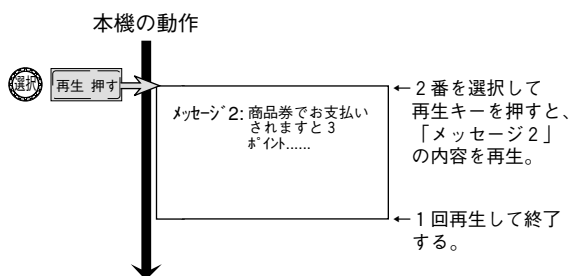 本機の動作
選択
再生 押す
メッセージ2: 商品券でお支払い
されますと3
ポイント......
←2番を選択して
再生キーを押すと、
「メッセージ2」
の内容を再生。
←1回再生して終了
する。